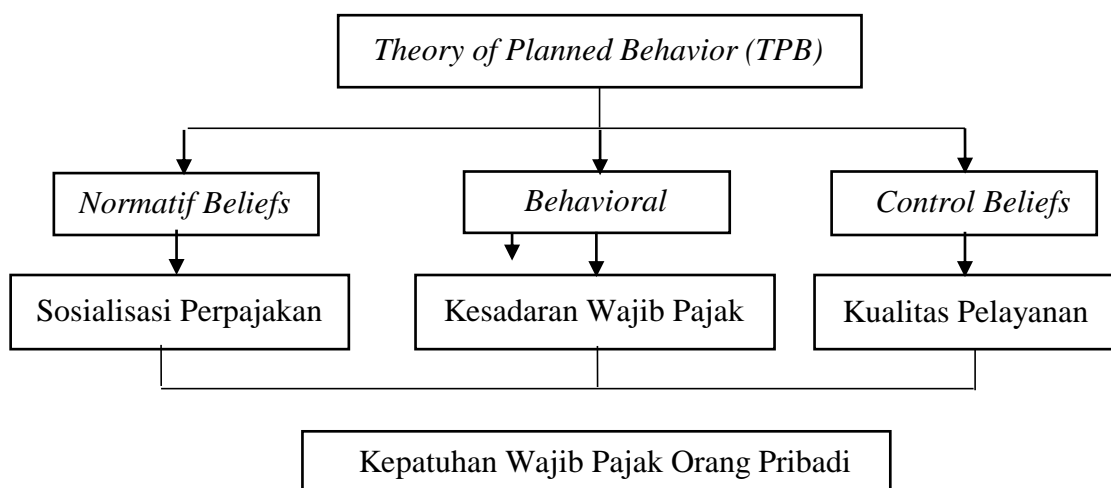 Theory of Planned Behavior (TPB)
Normatif Beliefs
Behavioral
Control Beliefs
Sosialisasi Perpajakan
Kesadaran Wajib Pajak
Kualitas Pelayanan
Kepatuhan Wajib Pajak Orang Pribadi